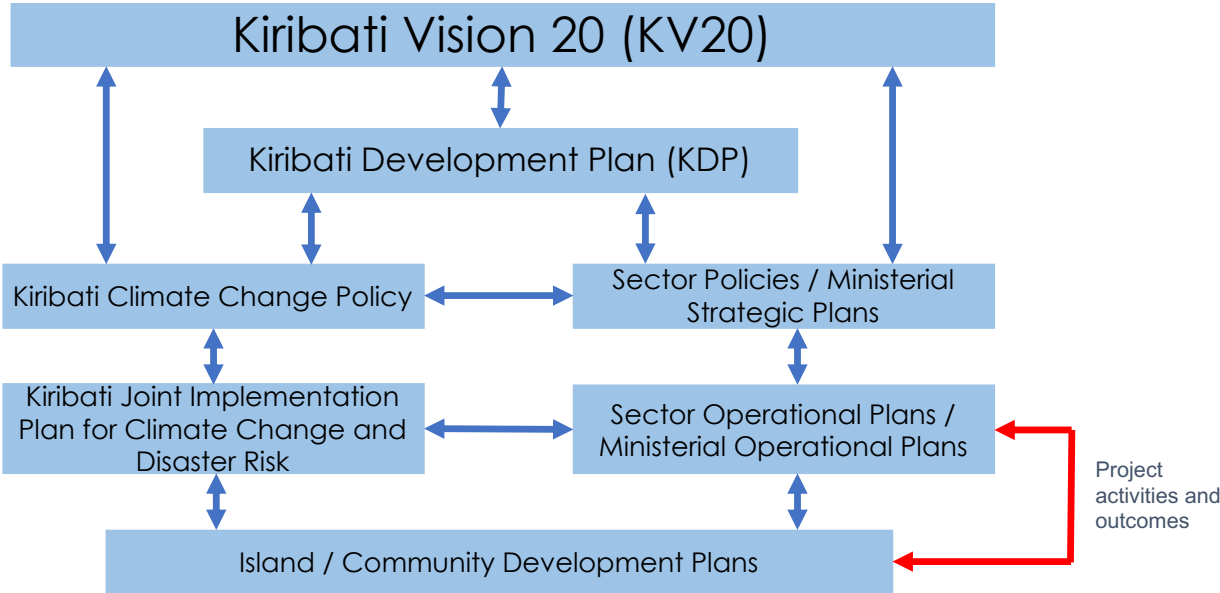 Kiribati Vision 20 (KV20)
Kiribati Development Plan (KDP)
Kiribati Climate Change Policy
Sector Policies / Ministerial
Strategic Plans
Kiribati Joint Implementation
Plan for Climate Change and
Disaster Risk
Sector Operational Plans /
Ministerial Operational Plans
Project
activities and
outcomes
Island / Community Development Plans